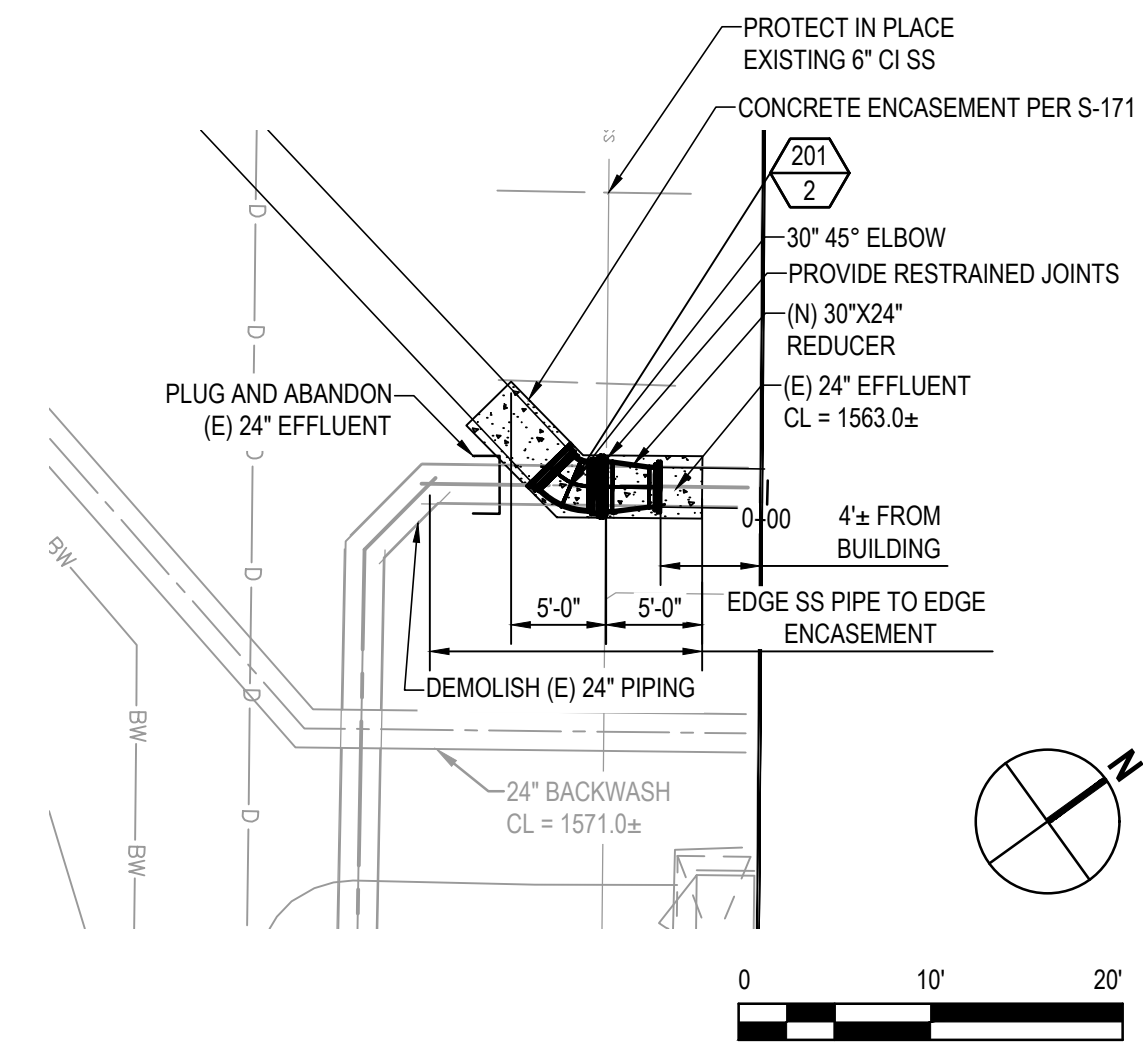 PROTECT IN PLACE
EXISTING 6" CI SS
CONCRETE ENCASEMENT PER S-171
SS
201
2
30" 45° ELBOW
PROVIDE RESTRAINED JOINTS
(N) 30"X24"
REDUCER
(E) 24" EFFLUENT
CL = 1563.0±
PLUG AND ABANDON
(E) 24" EFFLUENT
D
D
D
D
D
D
0+00
4'± FROM
BUILDING
5'-0"
5'-0"
EDGE SS PIPE TO EDGE
ENCASEMENT
DEMOLISH (E) 24" PIPING
BW
BW
BW
24" BACKWASH
CL = 1571.0±
N
0
10'
20'